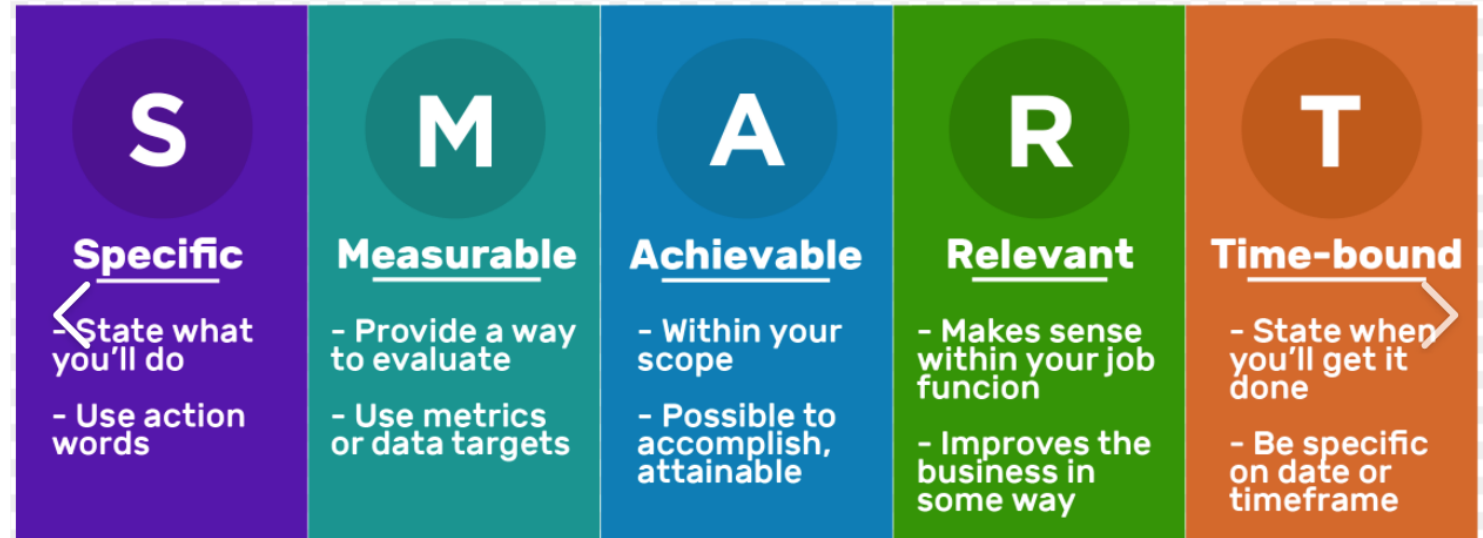 S
Specific
- State what
you'll do
- Use action
words
M
Measurable
- Provide a way
to evaluate
- Use metrics
or data targets
A
Achievable
- Within your
scope
- Possible to
accomplish,
attainable
R
Relevant
- Makes sense
within your job
funcion
- Improves the
business in
some way
T
Time-bound
- State when
you'll get it
done
- Be specific
on date or
timeframe